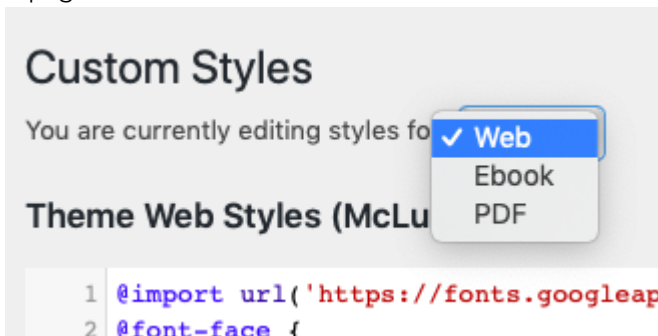 Custom Styles
You are currently editing styles fo
✓ Web
Ebook
PDF
Theme Web Styles (McLu
1 @import url('https://fonts.googleap
2 @font-face {